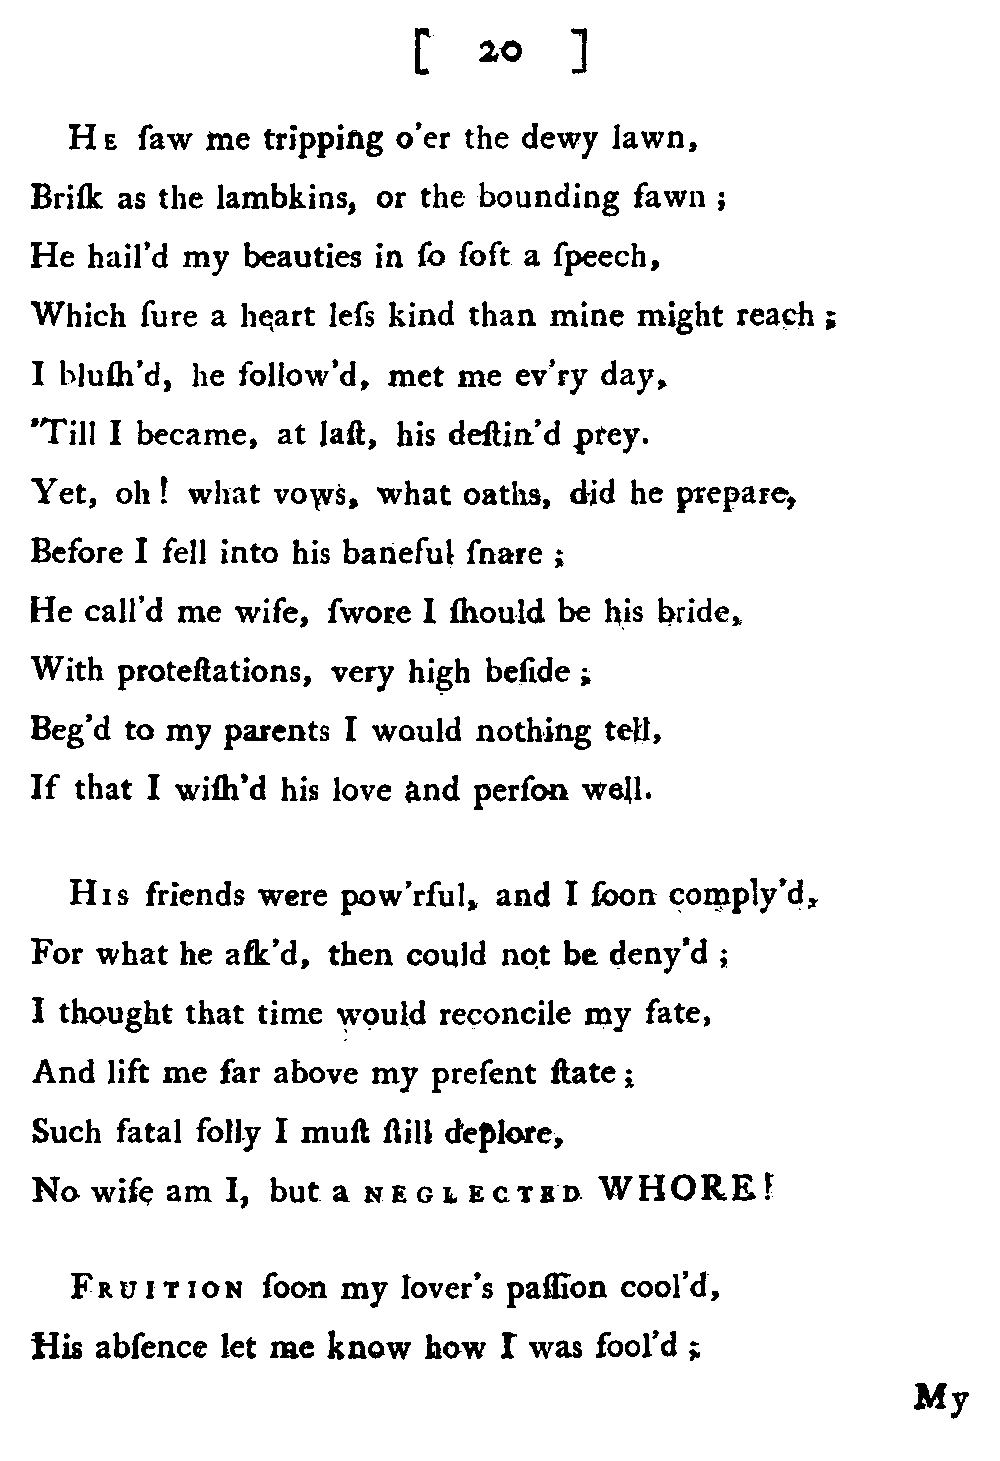 [ 20 ]
HE ſaw me tripping o'er the dewy lawn,
Briſk as the lambkins, or the bounding fawn ;
He hail'd my beauties in ſo ſoft a ſpeech,
Which ſure a heart leſs kind than mine might reach ;
I bluſh'd, he follow'd, met me ev'ry day,
'Till I became, at laſt, his deſtin'd prey.
Yet, oh ! what vows, what oaths, did he prepare,
Before I fell into his baneful ſnare ;
He call'd me wife, ſwore I ſhould be his bride,
With proteſtations, very high beſide ;
Beg'd to my parents I would nothing tell,
If that I wiſh'd his love and perſon well.
HIS friends were pow'rful, and I ſoon comply'd,
For what he aſk'd, then could not be deny'd ;
I thought that time would reconcile my fate,
And lift me far above my preſent ſtate ;
Such fatal folly I muſt ſtill deplore,
No wife am I, but a NEGLECTED WHORE!
FRUITION ſoon my lover's paſſion cool'd,
His abſence let me know how I was fool'd ;
My